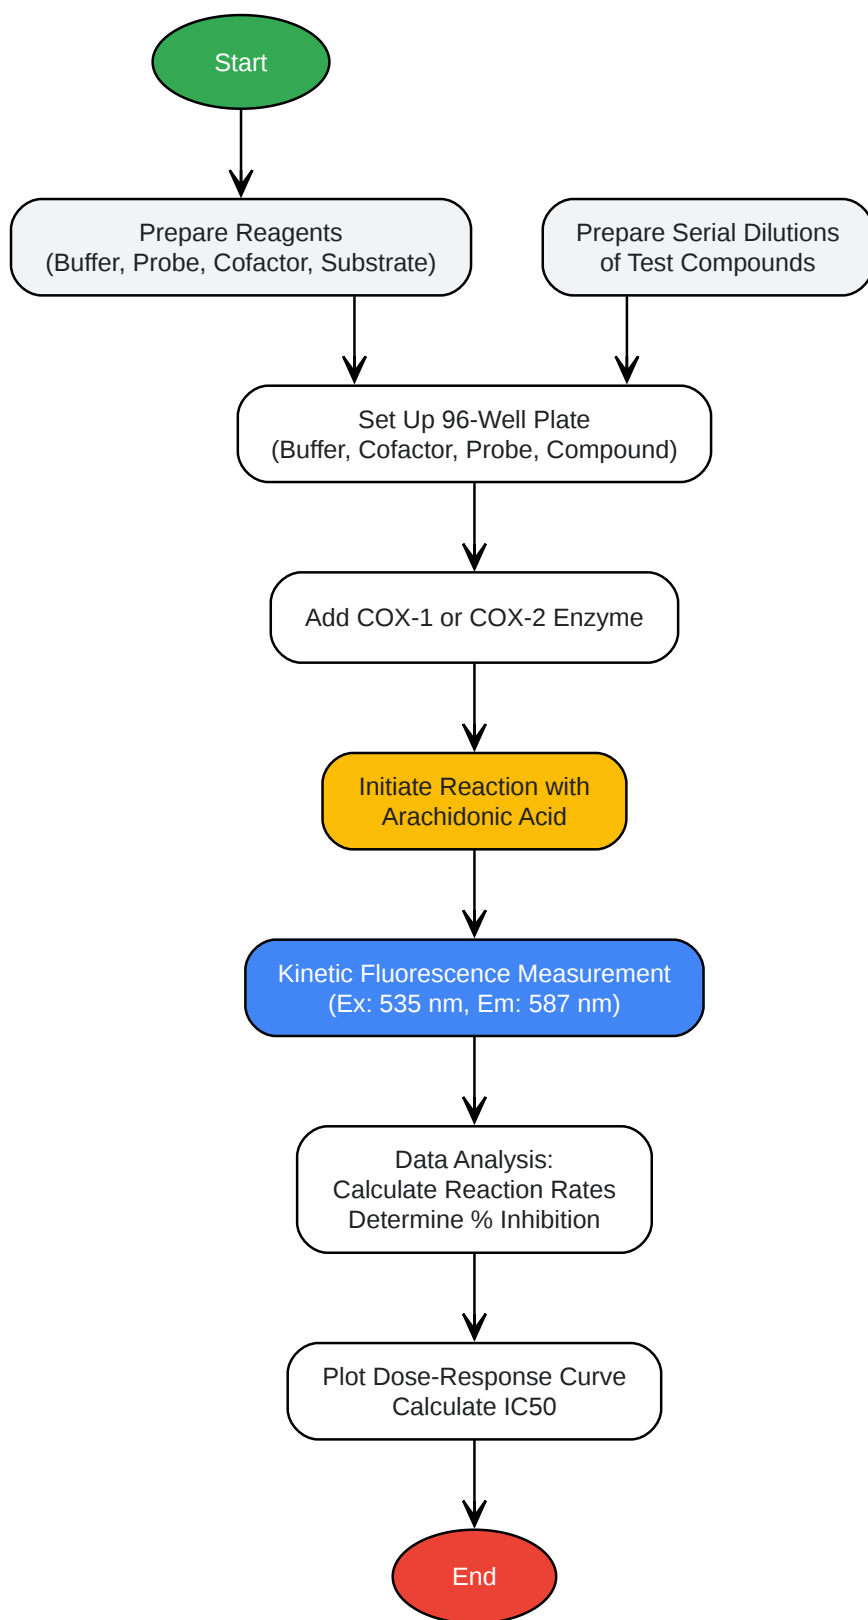 Start
Prepare Reagents
(Buffer, Probe, Cofactor, Substrate)
Prepare Serial Dilutions
of Test Compounds
Set Up 96-Well Plate
(Buffer, Cofactor, Probe, Compound)
Add COX-1 or COX-2 Enzyme
Initiate Reaction with
Arachidonic Acid
Kinetic Fluorescence Measurement
(Ex: 535 nm, Em: 587 nm)
Data Analysis:
Calculate Reaction Rates
Determine % Inhibition
Plot Dose-Response Curve
Calculate IC50
End